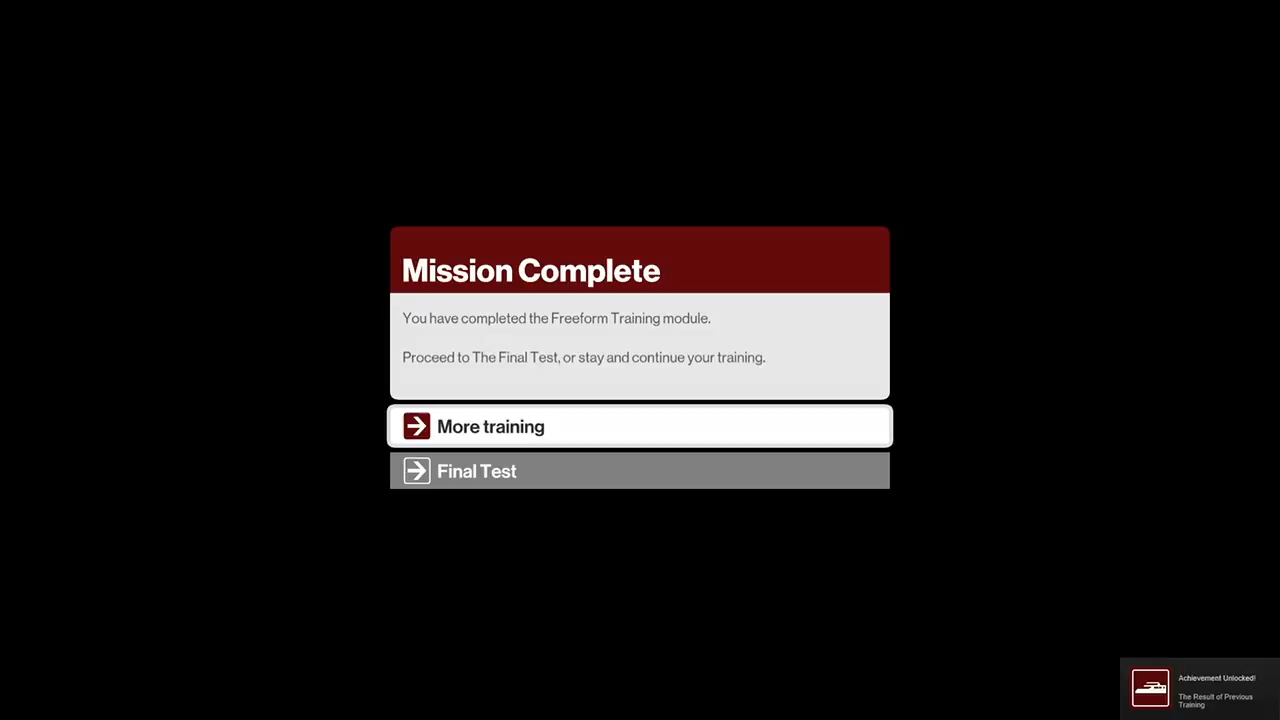 Mission Complete
You have completed the Freeform Training module.
Proceed to The Final Test, or stay and continue your training.
More training
Final Test
Achievement Unlocked!
The Result of Previous
Training